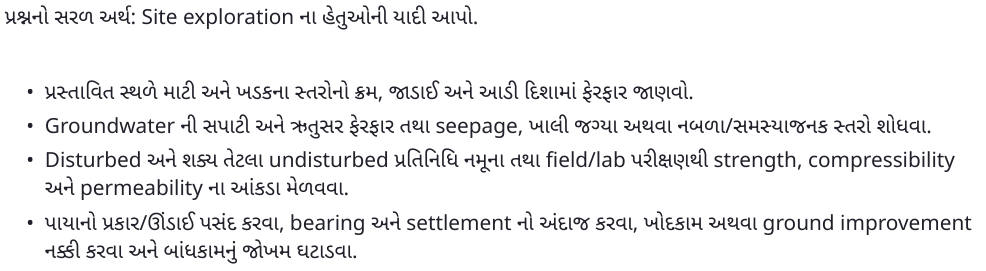 પ્રશ્નનો સરળ અર્થ: Site exploration ના હેતુઓની યાદી આપો.
• પ્રસ્તાવિત સ્થળે માટી અને ખડકના સ્તરોનો ક્રમ, જાડાઈ અને આડી દિશામાં ફેરફાર જાણવો.
• Groundwater ની સપાટી અને ઋતુસર ફેરફાર તથા seepage, ખાલી જગ્યા અથવા નબળા/સમસ્યાજનક સ્તરો શોધવા.
• Disturbed અને શક્ય તેટલા undisturbed પ્રતિનિધિ નમૂના તથા field/lab પરીક્ષણથી strength, compressibility
અને permeability ના આંકડા મેળવવા.
• પાયાનો પ્રકાર/ઊંડાઈ પસંદ કરવા, bearing અને settlement નો અંદાજ કરવા, ખોદકામ અથવા ground improvement
નક્કી કરવા અને બાંધકામનું જોખમ ઘટાડવા.